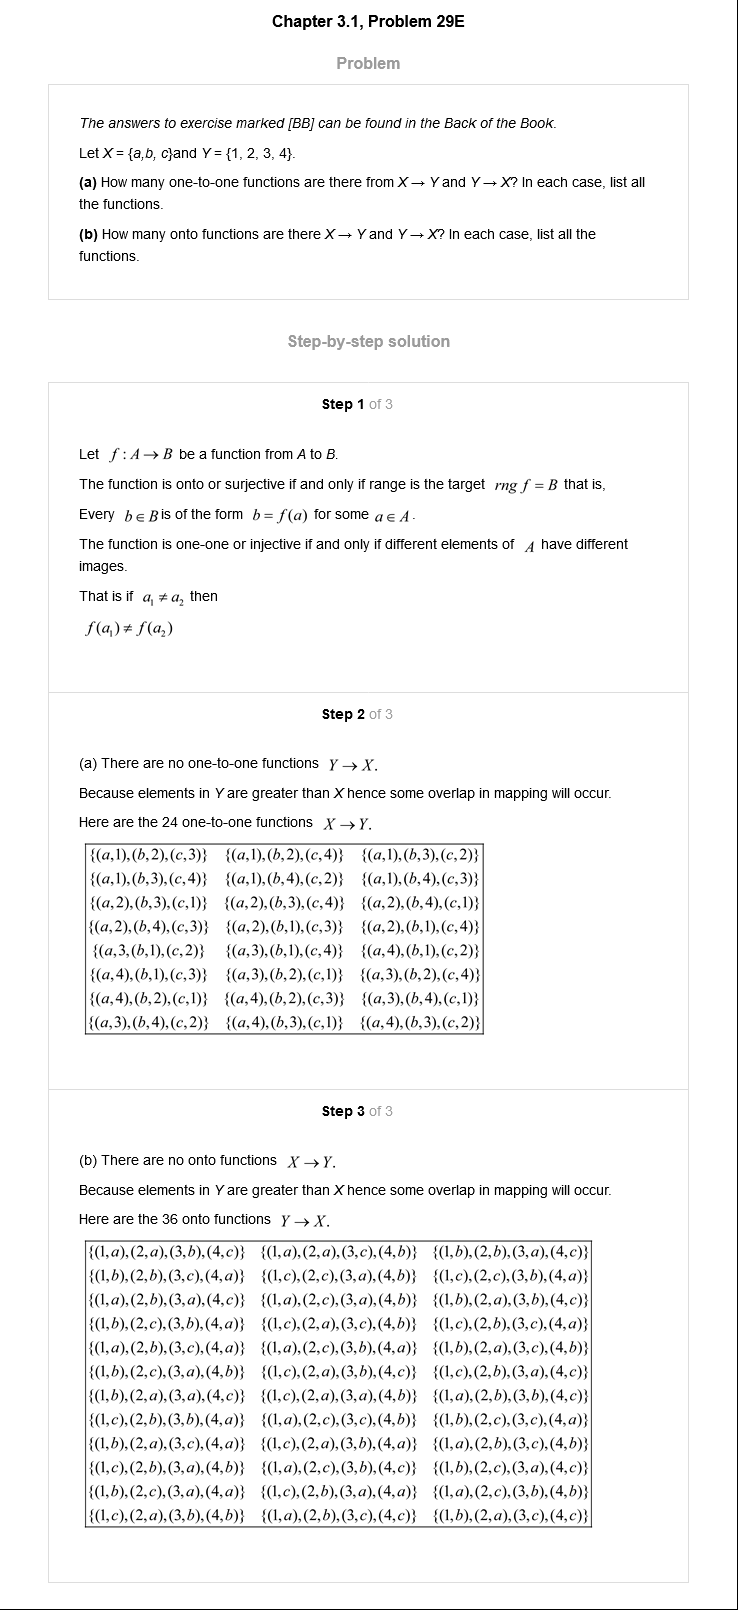 Chapter 3.1, Problem 29E
Problem
The answers to exercise marked [BB] can be found in the Back of the Book.
Let X = {a,b, c}and Y = {1, 2, 3, 4}.
(a) How many one-to-one functions are there from X → Y and Y → X? In each case, list all
the functions.
(b) How many onto functions are there X → Y and Y → X? In each case, list all the
functions.
Step-by-step solution
Step 1 of 3
Let f : A → B be a function from A to B.
The function is onto or surjective if and only if range is the target rng f = B that is,
Every b ∈ B is of the form b = f(a) for some a ∈ A.
The function is one-one or injective if and only if different elements of A have different
images.
That is if a₁ ≠ a₂ then
f(a₁) ≠ f(a₂)
Step 2 of 3
(a) There are no one-to-one functions Y → X.
Because elements in Y are greater than X hence some overlap in mapping will occur.
Here are the 24 one-to-one functions X → Y.
{(a,1),(b,2),(c,3)} {(a,1),(b,2),(c,4)} {(a,1),(b,3),(c,2)}
{(a,1),(b,3),(c,4)} {(a,1),(b,4),(c,2)} {(a,1),(b,4),(c,3)}
{(a,2),(b,3),(c,1)} {(a,2),(b,3),(c,4)} {(a,2),(b,4),(c,1)}
{(a,2),(b,4),(c,3)} {(a,2),(b,1),(c,3)} {(a,2),(b,1),(c,4)}
{(a,3,(b,1),(c,2)} {(a,3),(b,1),(c,4)} {(a,4),(b,1),(c,2)}
{(a,4),(b,1),(c,3)} {(a,3),(b,2),(c,1)} {(a,3),(b,2),(c,4)}
{(a,4),(b,2),(c,1)} {(a,4),(b,2),(c,3)} {(a,3),(b,4),(c,1)}
{(a,3),(b,4),(c,2)} {(a,4),(b,3),(c,1)} {(a,4),(b,3),(c,2)}
Step 3 of 3
(b) There are no onto functions X → Y.
Because elements in Y are greater than X hence some overlap in mapping will occur.
Here are the 36 onto functions Y → X.
{(1,a),(2,a),(3,b),(4,c)} {(1,a),(2,a),(3,c),(4,b)} {(1,b),(2,b),(3,a),(4,c)}
{(1,b),(2,b),(3,c),(4,a)} {(1,c),(2,c),(3,a),(4,b)} {(1,c),(2,c),(3,b),(4,a)}
{(1,a),(2,b),(3,a),(4,c)} {(1,a),(2,c),(3,a),(4,b)} {(1,b),(2,a),(3,b),(4,c)}
{(1,b),(2,c),(3,b),(4,a)} {(1,c),(2,a),(3,c),(4,b)} {(1,c),(2,b),(3,c),(4,a)}
{(1,a),(2,b),(3,c),(4,a)} {(1,a),(2,c),(3,b),(4,a)} {(1,b),(2,a),(3,c),(4,b)}
{(1,b),(2,c),(3,a),(4,b)} {(1,c),(2,a),(3,b),(4,c)} {(1,c),(2,b),(3,a),(4,c)}
{(1,b),(2,a),(3,a),(4,c)} {(1,c),(2,a),(3,a),(4,b)} {(1,a),(2,b),(3,b),(4,c)}
{(1,c),(2,b),(3,b),(4,a)} {(1,a),(2,c),(3,c),(4,b)} {(1,b),(2,c),(3,c),(4,a)}
{(1,b),(2,a),(3,c),(4,a)} {(1,c),(2,a),(3,b),(4,a)} {(1,a),(2,b),(3,c),(4,b)}
{(1,c),(2,b),(3,a),(4,b)} {(1,a),(2,c),(3,b),(4,c)} {(1,b),(2,c),(3,a),(4,c)}
{(1,b),(2,c),(3,a),(4,a)} {(1,c),(2,b),(3,a),(4,a)} {(1,a),(2,c),(3,b),(4,b)}
{(1,c),(2,a),(3,b),(4,b)} {(1,a),(2,b),(3,c),(4,c)} {(1,b),(2,a),(3,c),(4,c)}